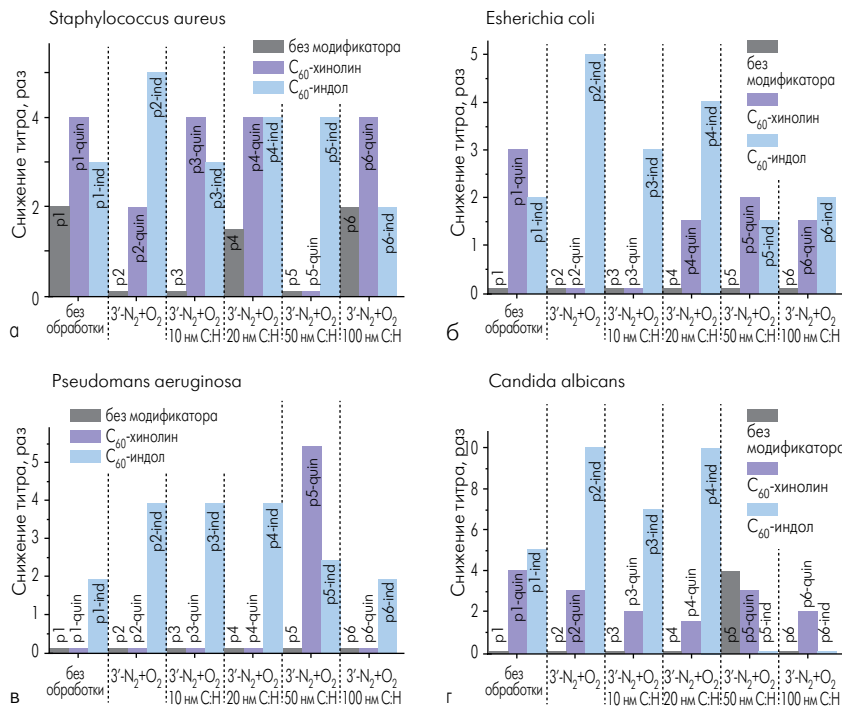 Staphylococcus aureus
Снижение титра, раз
4
2
0
без модификатора
C₆₀-хинолин
C₆₀-индол
p1
p1-quin
p1-ind
p2
p2-quin
p2-ind
p3
p3-quin
p3-ind
p4
p4-quin
p4-ind
p5
p5-quin
p5-ind
p6
p6-quin
p6-ind
без обработки
3′-N₂+O₂
3′-N₂+O₂ 10 нм C:H
3′-N₂+O₂ 20 нм C:H
3′-N₂+O₂ 50 нм C:H
3′-N₂+O₂ 100 нм C:H
а
Esherichia coli
Снижение титра, раз
5
4
3
2
1
0
без
модификатора
C₆₀-хинолин
C₆₀-индол
p1
p1-quin
p1-ind
p2
p2-quin
p2-ind
p3
p3-quin
p3-ind
p4
p4-quin
p4-ind
p5
p5-quin
p5-ind
p6
p6-quin
p6-ind
без обработки
3′-N₂+O₂
3′-N₂+O₂ 10 нм C:H
3′-N₂+O₂ 20 нм C:H
3′-N₂+O₂ 50 нм C:H
3′-N₂+O₂ 100 нм C:H
б
Pseudomans aeruginosa
Снижение титра, раз
5
4
3
2
1
0
без модификатора
C₆₀-хинолин
C₆₀-индол
p1
p1-quin
p1-ind
p2
p2-quin
p2-ind
p3
p3-quin
p3-ind
p4
p4-quin
p4-ind
p5
p5-quin
p5-ind
p6
p6-quin
p6-ind
без обработки
3′-N₂+O₂
3′-N₂+O₂ 10 нм C:H
3′-N₂+O₂ 20 нм C:H
3′-N₂+O₂ 50 нм C:H
3′-N₂+O₂ 100 нм C:H
в
Candida albicans
Снижение титра, раз
10
8
6
4
2
0
без
модификатора
C₆₀-хинолин
C₆₀-индол
p1
p1-quin
p1-ind
p2
p2-quin
p2-ind
p3
p3-quin
p3-ind
p4
p4-quin
p4-ind
p5
p5-quin
p5-ind
p6
p6-quin
p6-ind
без обработки
3′-N₂+O₂
3′-N₂+O₂ 10 нм C:H
3′-N₂+O₂ 20 нм C:H
3′-N₂+O₂ 50 нм C:H
3′-N₂+O₂ 100 нм C:H
г